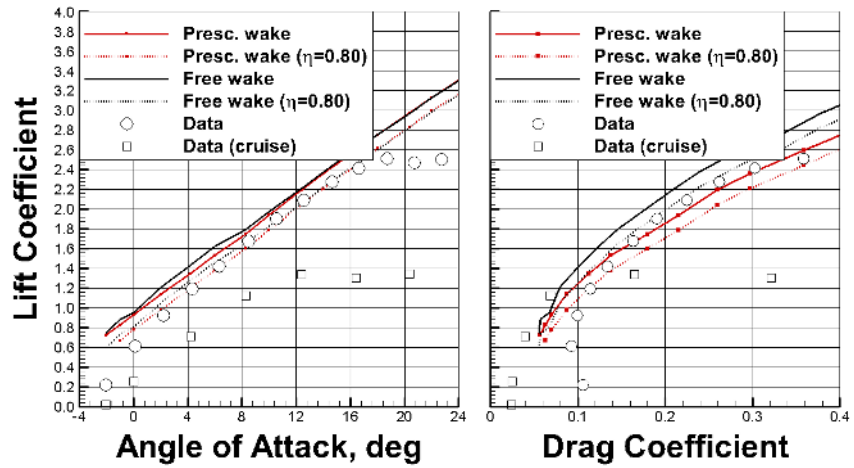 4.0
3.8
3.6
3.4
3.2
3.0
2.8
2.6
2.4
2.2
2.0
1.8
1.6
1.4
1.2
1.0
0.8
0.6
0.4
0.2
0.0
Lift Coefficient
Presc. wake
Presc. wake (η=0.80)
Free wake
Free wake (η=0.80)
Data
Data (cruise)
-4 0 4 8 12 16 20 24
Angle of Attack, deg
Presc. wake
Presc. wake (η=0.80)
Free wake
Free wake (η=0.80)
Data
Data (cruise)
0 0.1 0.2 0.3 0.4
Drag Coefficient